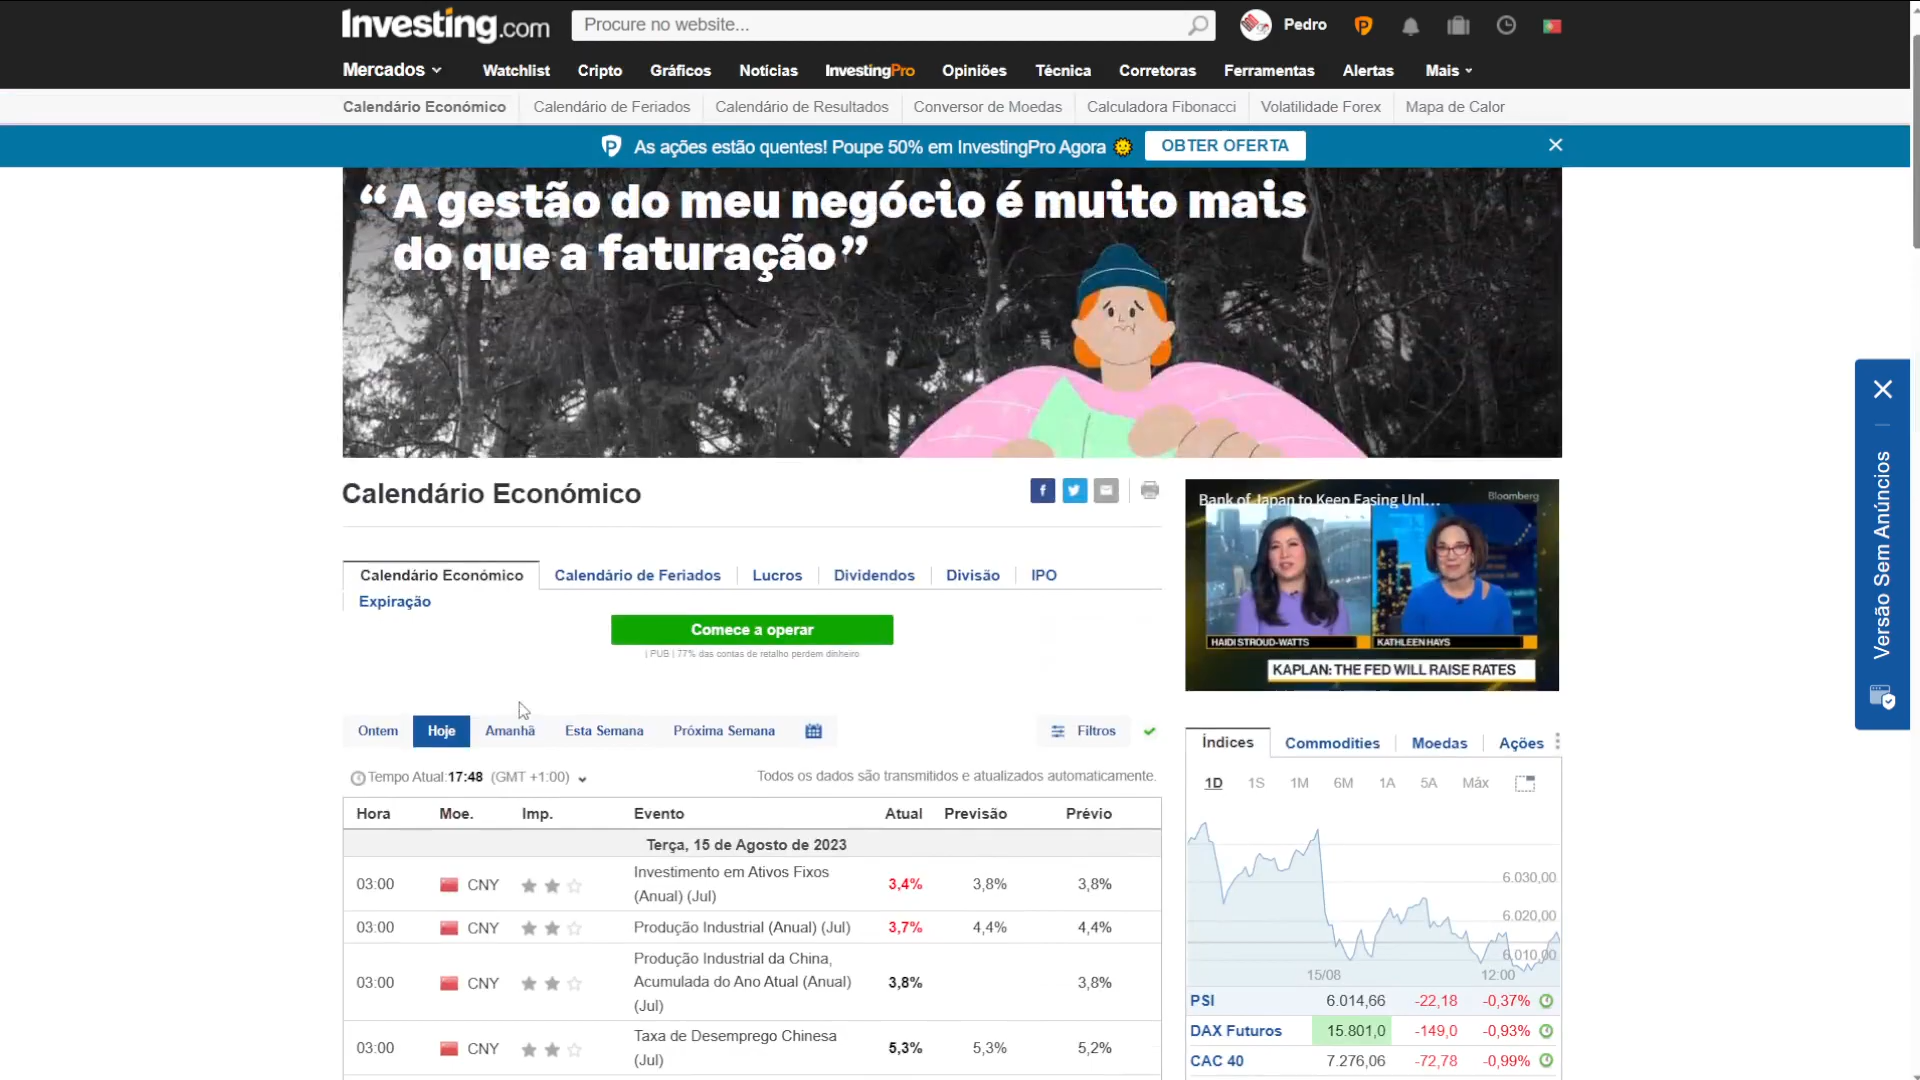 Investing.com
Procure no website...
Pedro
Mercados Watchlist Cripto Gráficos Notícias InvestingPro Opiniões Técnica Corretoras Ferramentas Alertas Mais
Calendário Económico Calendário de Feriados Calendário de Resultados Conversor de Moedas Calculadora Fibonacci Volatilidade Forex Mapa de Calor
As ações estão quentes! Poupe 50% em InvestingPro Agora OBTER OFERTA
“A gestão do meu negócio é muito mais
do que a faturação”
Versão Sem Anúncios
Calendário Económico
Calendário Económico Calendário de Feriados Lucros Dividendos Divisão IPO
Expiração
Comece a operar
| PUB | 77% das contas de retalho perdem dinheiro
Ontem Hoje Amanhã Esta Semana Próxima Semana Filtros
Tempo Atual:17:48 (GMT +1:00) Todos os dados são transmitidos e atualizados automaticamente.
Hora Moe. Imp. Evento Atual Previsão Prévio
Terça, 15 de Agosto de 2023
03:00 CNY Investimento em Ativos Fixos
(Anual) (Jul) 3,4% 3,8% 3,8%
03:00 CNY Produção Industrial (Anual) (Jul) 3,7% 4,4% 4,4%
03:00 CNY Produção Industrial da China,
Acumulada do Ano Atual (Anual)
(Jul) 3,8% 3,8%
03:00 CNY Taxa de Desemprego Chinesa
(Jul) 5,3% 5,3% 5,2%
Bank of Japan to Keep Easing Unl...
Bloomberg
HAIDI STROUD-WATTS KATHLEEN HAYS
KAPLAN: THE FED WILL RAISE RATES
Índices Commodities Moedas Ações
1D 1S 1M 6M 1A 5A Máx
6.030,00
6.020,00
6.010,00
15/08 12:00
PSI 6.014,66 -22,18 -0,37%
DAX Futuros 15.801,0 -149,0 -0,93%
CAC 40 7.276,06 -72,78 -0,99%